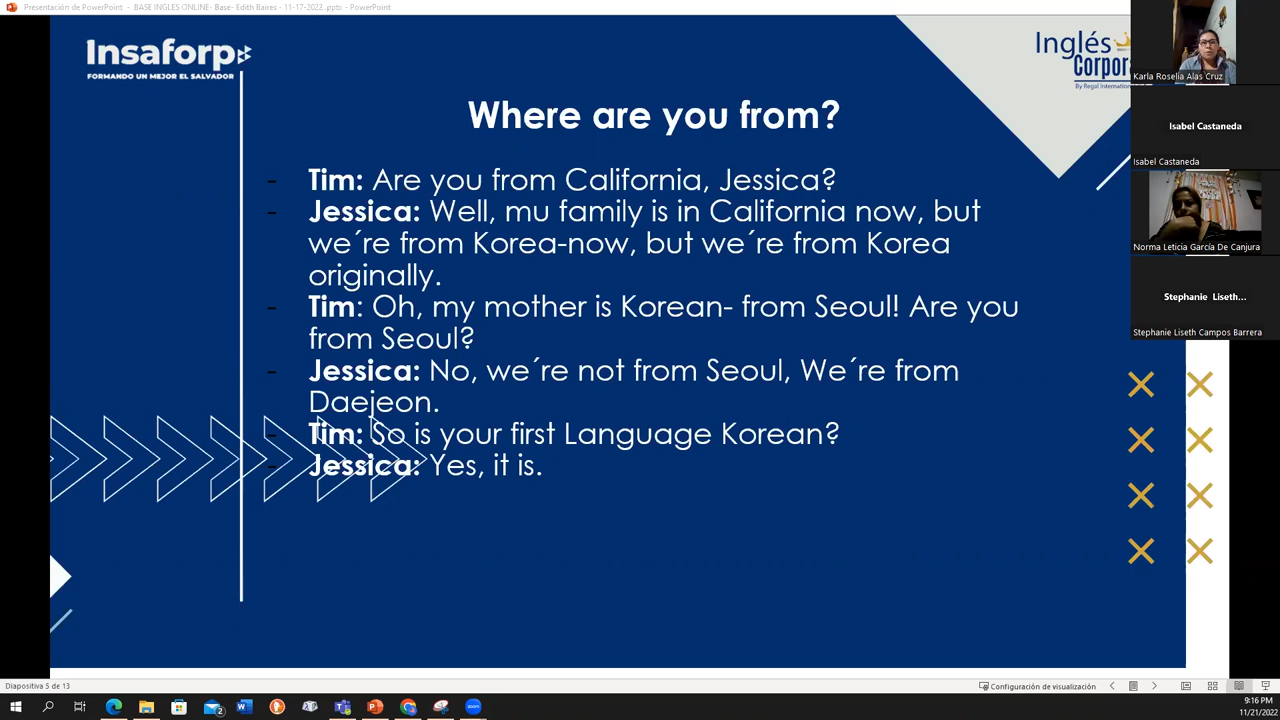 Presentación de PowerPoint - BASE INGLES ONLINE- Base- Edith Baires - 11-17-2022..pptx - PowerPoint
Insaforp
FORMANDO UN MEJOR EL SALVADOR
Inglés
Corpora
By Regal Internation
Where are you from?
- Tim: Are you from California, Jessica?
- Jessica: Well, mu family is in California now, but
we´re from Korea-now, but we´re from Korea
originally.
- Tim: Oh, my mother is Korean- from Seoul! Are you
from Seoul?
- Jessica: No, we´re not from Seoul, We´re from
Daejeon.
- Tim: So is your first Language Korean?
- Jessica: Yes, it is.
Karla Roselia Alas Cruz
Isabel Castaneda
Isabel Castaneda
Norma Leticia García De Canjura
Stephanie Liseth...
Stephanie Liseth Campos Barrera
Diapositiva 5 de 13
Configuración de visualización
9:16 PM
11/21/2022